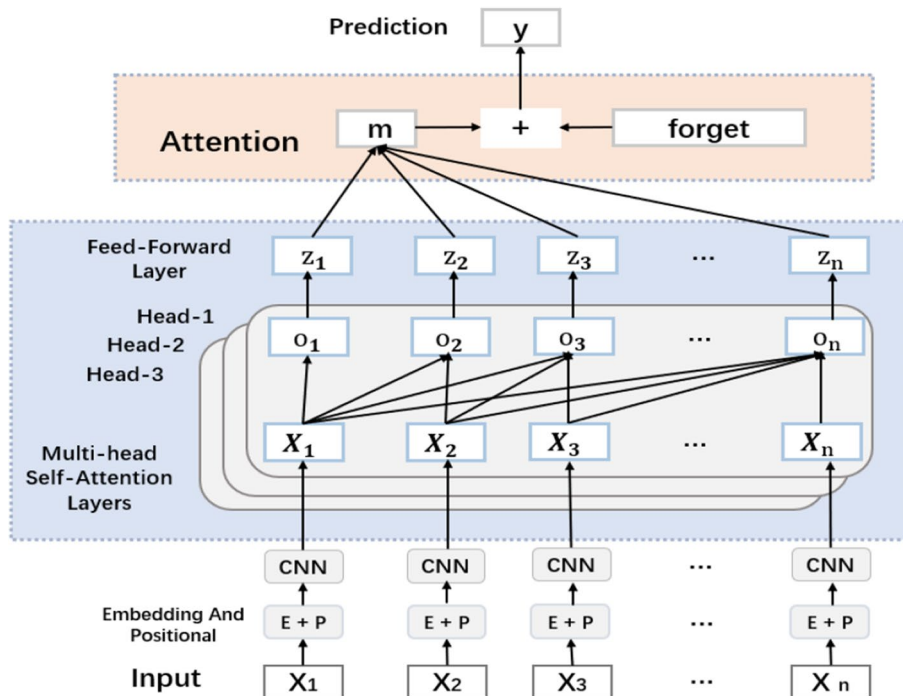 Prediction y
Attention m + forget
Feed-Forward
Layer
z₁ z₂ z₃ ... zₙ
Head-1
Head-2
Head-3
o₁ o₂ o₃ ... oₙ
Multi-head
Self-Attention
Layers
X₁ X₂ X₃ ... Xₙ
CNN CNN CNN ... CNN
Embedding And
Positional
E + P E + P E + P ... E + P
Input X₁ X₂ X₃ ... X ₙ